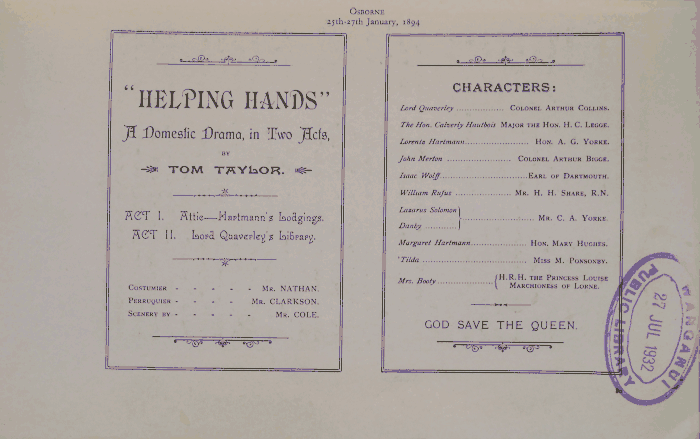 OSBORNE
25th-27th January, 1894
"HELPING HANDS"
A Domestic Drama, in Two Acts,
BY
TOM TAYLOR.
ACT I. Attic—Hartmann's Lodgings.
ACT II. Lord Quaverley's Library.
COSTUMIER - - - - - MR. NATHAN.
PERRUQUIER - - - - MR. CLARKSON.
SCENERY BY - - - - - MR. COLE.
CHARACTERS:
Lord Quaverley .............. COLONEL ARTHUR COLLINS.
The Hon. Calverly Hautbois MAJOR THE HON. H. C. LEGGE.
Lorentz Hartmann.................. HON. A. G. YORKE.
John Merton .................. COLONEL ARTHUR BIGGE.
Isaac Wolff........................ EARL OF DARTMOUTH.
William Rufus ................ MR. H. H. SHARE, R.N.
Lazarus Solomon
Dauby .......... } ........................ MR. C. A. YORKE.
Margaret Hartmann................ HON. MARY HUGHES.
'Tilda ........................ MISS M. PONSONBY.
Mrs. Booty ................ { H.R.H. THE PRINCESS LOUISE
MARCHIONESS OF LORNE.
GOD SAVE THE QUEEN.
WANGANUI
PUBLIC LIBRARY
27 JUL 1932